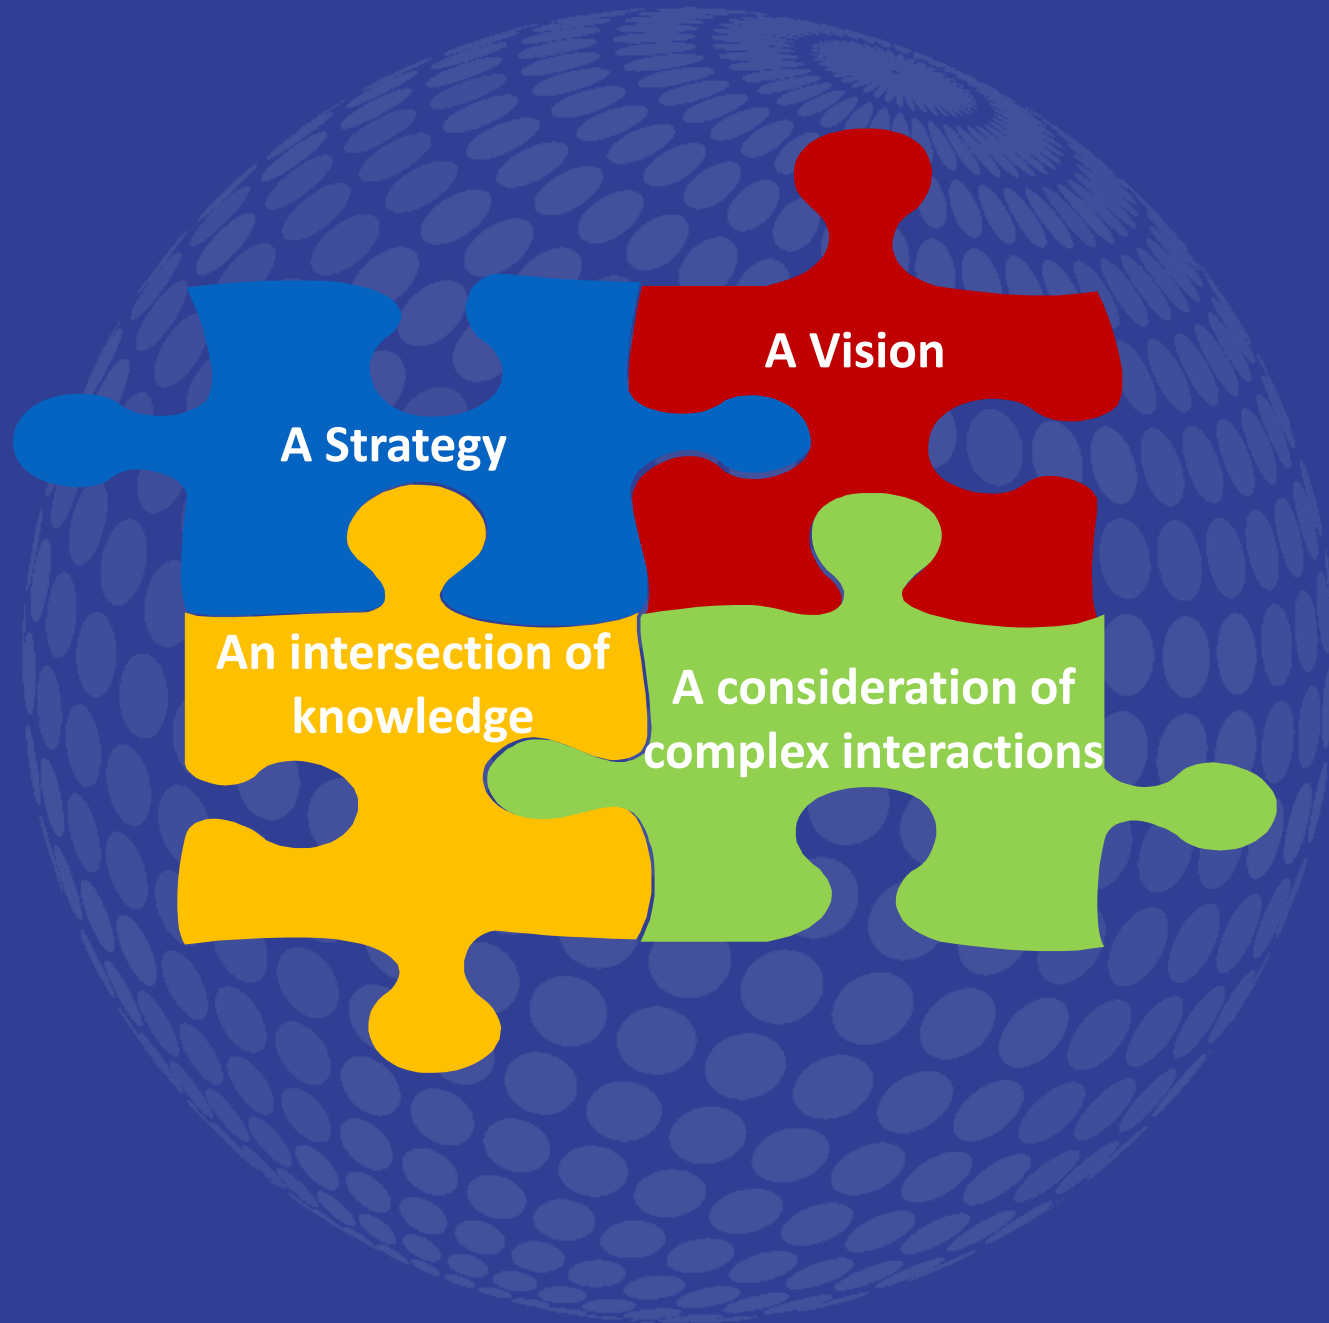 A Vision
A Strategy
An intersection of
knowledge
A consideration of
complex interactions